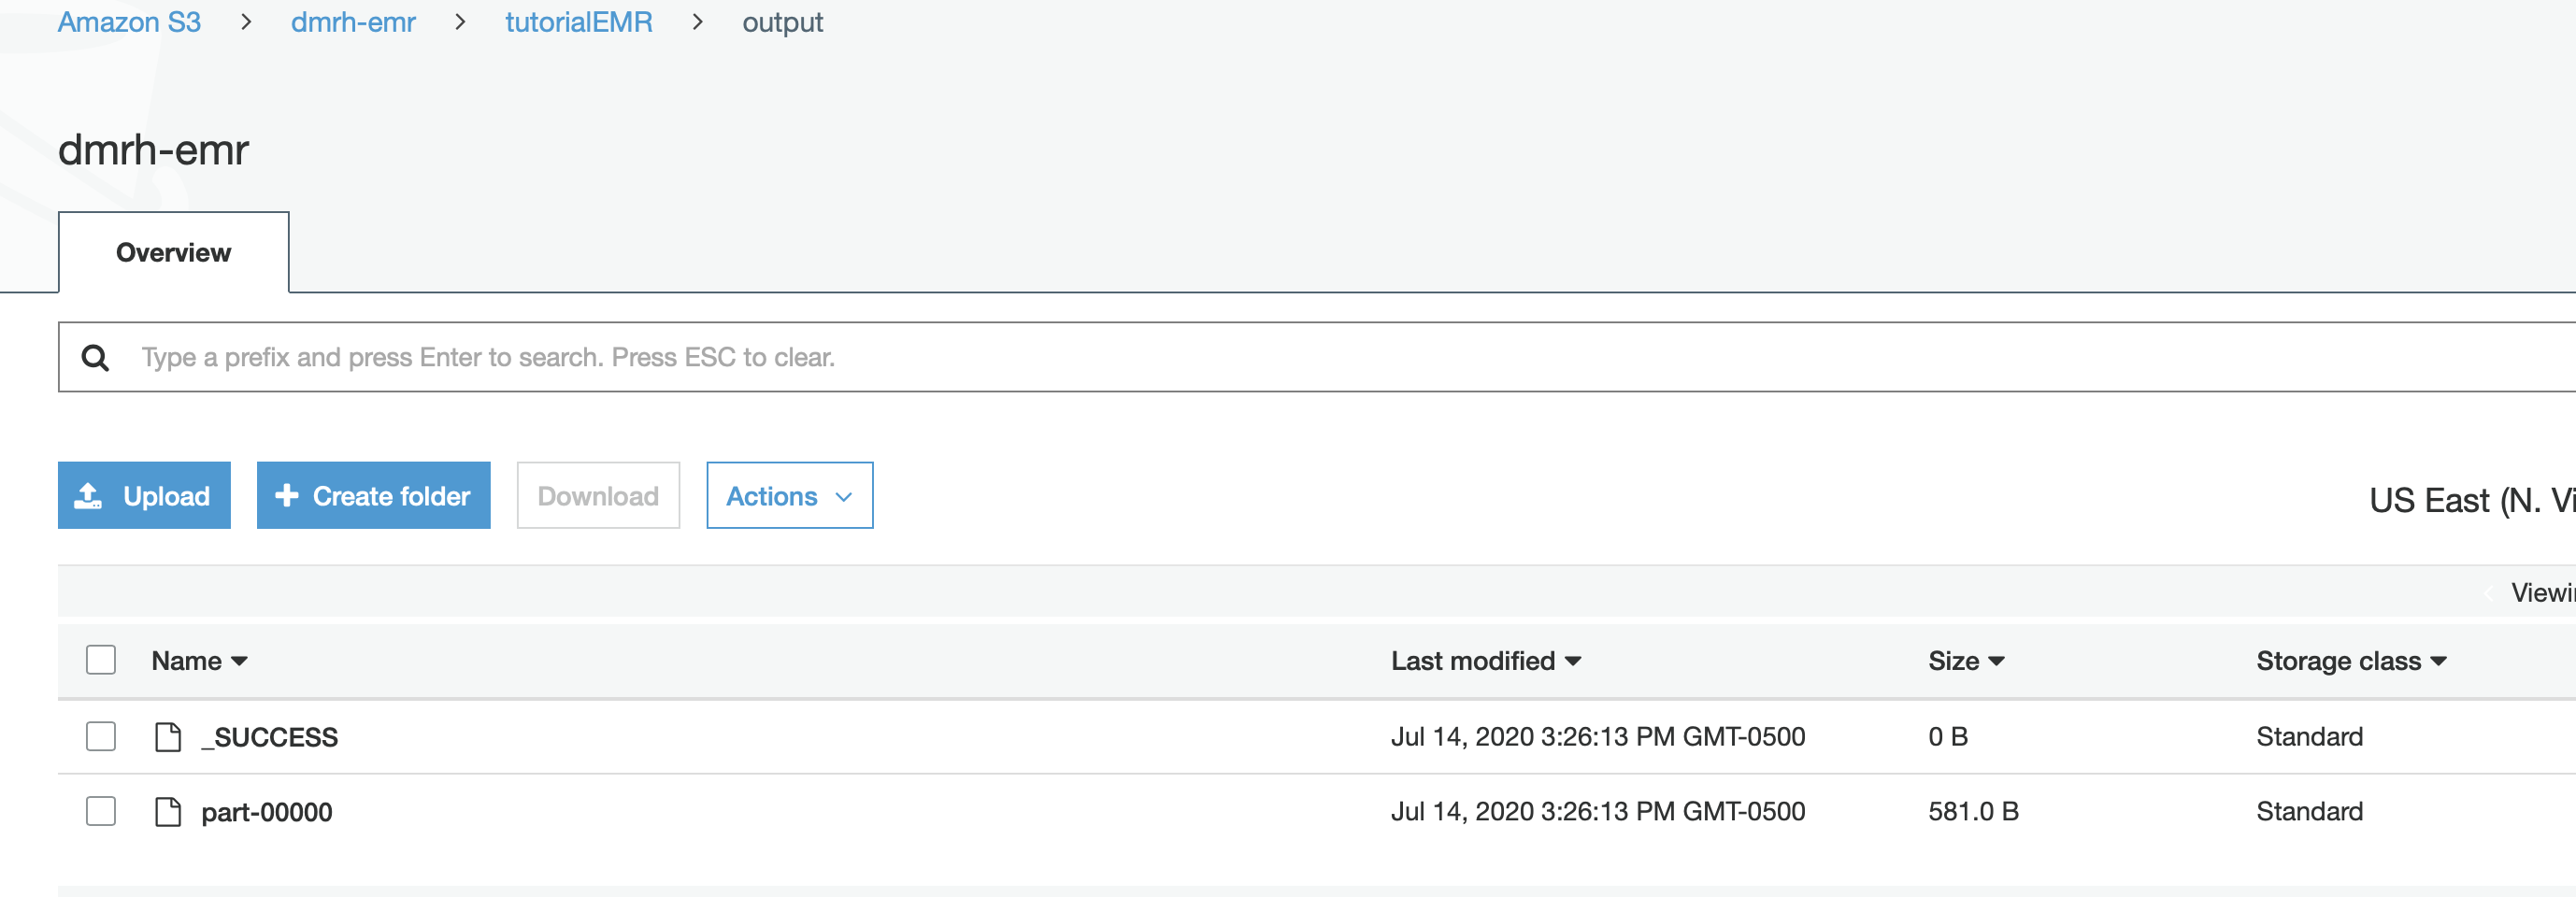 Amazon S3 > dmrh-emr > tutorialEMR > output
dmrh-emr
Overview
Type a prefix and press Enter to search. Press ESC to clear.
Upload Create folder Download Actions
US East (N. Vi
Viewi
Name Last modified Size Storage class
_SUCCESS Jul 14, 2020 3:26:13 PM GMT-0500 0 B Standard
part-00000 Jul 14, 2020 3:26:13 PM GMT-0500 581.0 B Standard